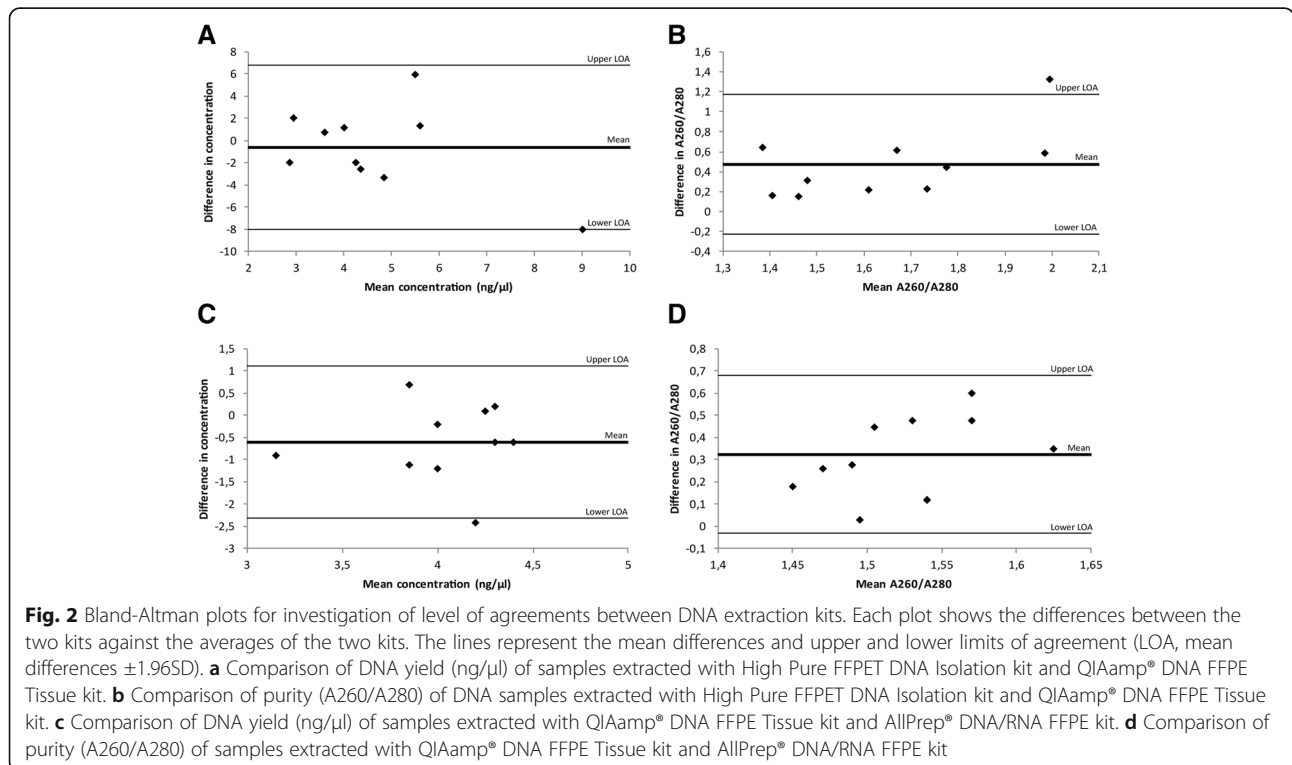 A
8
6
4
2
0
-2
-4
-6
-8
-10
Difference in concentration
Upper LOA
Mean
Lower LOA
2 3 4 5 6 7 8 9 10
Mean concentration (ng/µl)
B
1,6
1,4
1,2
1
0,8
0,6
0,4
0,2
0
-0,2
-0,4
Difference in A260/A280
Upper LOA
Mean
Lower LOA
1,3 1,4 1,5 1,6 1,7 1,8 1,9 2 2,1
Mean A260/A280
C
1,5
1
0,5
0
-0,5
-1
-1,5
-2
-2,5
-3
Difference in concentration
Upper LOA
Mean
Lower LOA
3 3,5 4 4,5 5
Mean concentration (ng/µl)
D
0,8
0,7
0,6
0,5
0,4
0,3
0,2
0,1
0
-0,1
Difference in A260/A280
Upper LOA
Mean
Lower LOA
1,4 1,45 1,5 1,55 1,6 1,65
Mean A260/A280
Fig. 2 Bland-Altman plots for investigation of level of agreements between DNA extraction kits. Each plot shows the differences between the
two kits against the averages of the two kits. The lines represent the mean differences and upper and lower limits of agreement (LOA, mean
differences ±1.96SD). a Comparison of DNA yield (ng/µl) of samples extracted with High Pure FFPET DNA Isolation kit and QIAamp® DNA FFPE
Tissue kit. b Comparison of purity (A260/A280) of DNA samples extracted with High Pure FFPET DNA Isolation kit and QIAamp® DNA FFPE Tissue
kit. c Comparison of DNA yield (ng/µl) of samples extracted with QIAamp® DNA FFPE Tissue kit and AllPrep® DNA/RNA FFPE kit. d Comparison of
purity (A260/A280) of samples extracted with QIAamp® DNA FFPE Tissue kit and AllPrep® DNA/RNA FFPE kit